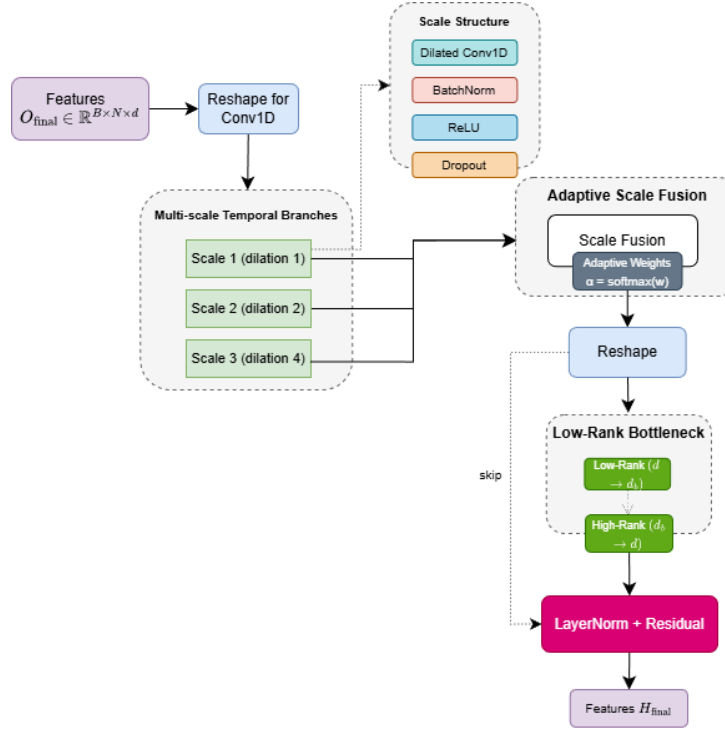 Scale Structure
Dilated Conv1D
BatchNorm
ReLU
Dropout
Features
O_final ∈ ℝ^{B×N×d}
Reshape for
Conv1D
Multi-scale Temporal Branches
Scale 1 (dilation 1)
Scale 2 (dilation 2)
Scale 3 (dilation 4)
Adaptive Scale Fusion
Scale Fusion
Adaptive Weights
α = softmax(w)
Reshape
skip
Low-Rank Bottleneck
Low-Rank (d
→ d_b)
High-Rank (d_b
→ d)
LayerNorm + Residual
Features H_final